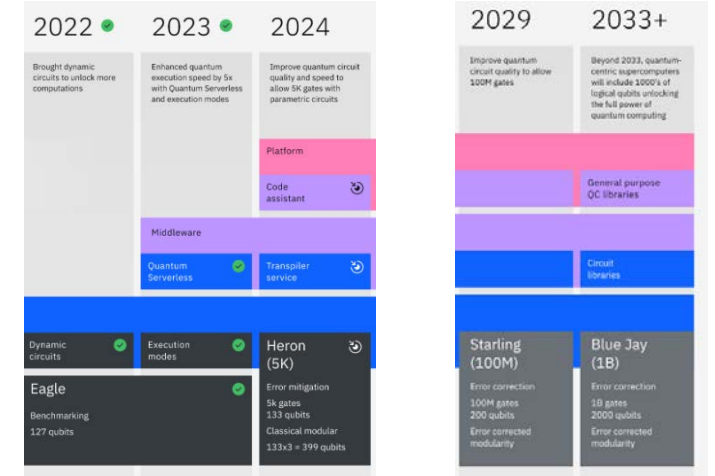 2022
2023
2024
Brought dynamic
circuits to unlock more
computations
Enhanced quantum
execution speed by 5x
with Quantum Serverless
and execution modes
Improve quantum circuit
quality and speed to
allow 5K gates with
parametric circuits
Platform
Code
assistant
Middleware
Quantum
Serverless
Transpiler
service
Dynamic
circuits
Execution
modes
Heron
(5K)
Error mitigation
5k gates
133 qubits
Classical modular
133x3 = 399 qubits
Eagle
Benchmarking
127 qubits
2029
2033+
Improve quantum
circuit quality to allow
100M gates
Beyond 2033, quantum-
centric supercomputers
will include 1000's of
logical qubits unlocking
the full power of
quantum computing
General purpose
QC libraries
Circuit
libraries
Starling
(100M)
Error correction
100M gates
200 qubits
Error corrected
modularity
Blue Jay
(1B)
Error correction
1B gates
2000 qubits
Error corrected
modularity